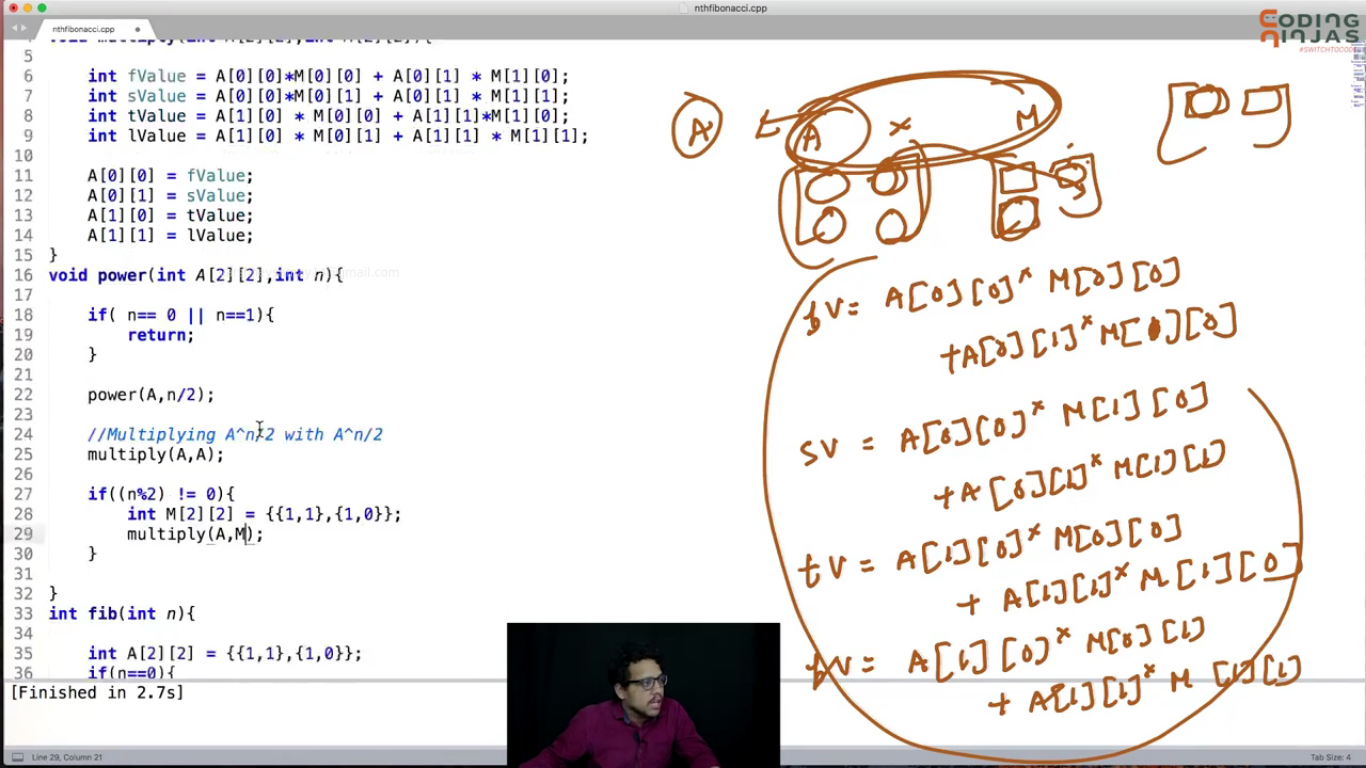 nthfibonacci.cpp
CODING NINJAS
#SWITCHTOCODE
nthfibonacci.cpp
5
6 int fValue = A[0][0]*M[0][0] + A[0][1] * M[1][0];
7 int sValue = A[0][0]*M[0][1] + A[0][1] * M[1][1];
8 int tValue = A[1][0] * M[0][0] + A[1][1]*M[1][0];
9 int lValue = A[1][0] * M[0][1] + A[1][1] * M[1][1];
10
11 A[0][0] = fValue;
12 A[0][1] = sValue;
13 A[1][0] = tValue;
14 A[1][1] = lValue;
15 }
16 void power(int A[2][2],int n){
17
18 if( n== 0 || n==1){
19 return;
20 }
21
22 power(A,n/2);
23
24 //Multiplying A^n/2 with A^n/2
25 multiply(A,A);
26
27 if((n%2) != 0){
28 int M[2][2] = {{1,1},{1,0}};
29 multiply(A,M);
30 }
31
32 }
33 int fib(int n){
34
35 int A[2][2] = {{1,1},{1,0}};
36 if(n==0){
[Finished in 2.7s]
Line 29, Column 21
Tab Size: 4
A
A × M
fV = A[0][0] * M[0][0]
+A[0][1] * M[0][0]
SV = A[0][0] * M[1][0]
+A[0][1] * M[1][1]
tV = A[1][0] * M[0][0]
+ A[1][1] * M[1][0]
fV = A[1][0] * M[0][1]
+ A[1][1] * M[1][1]